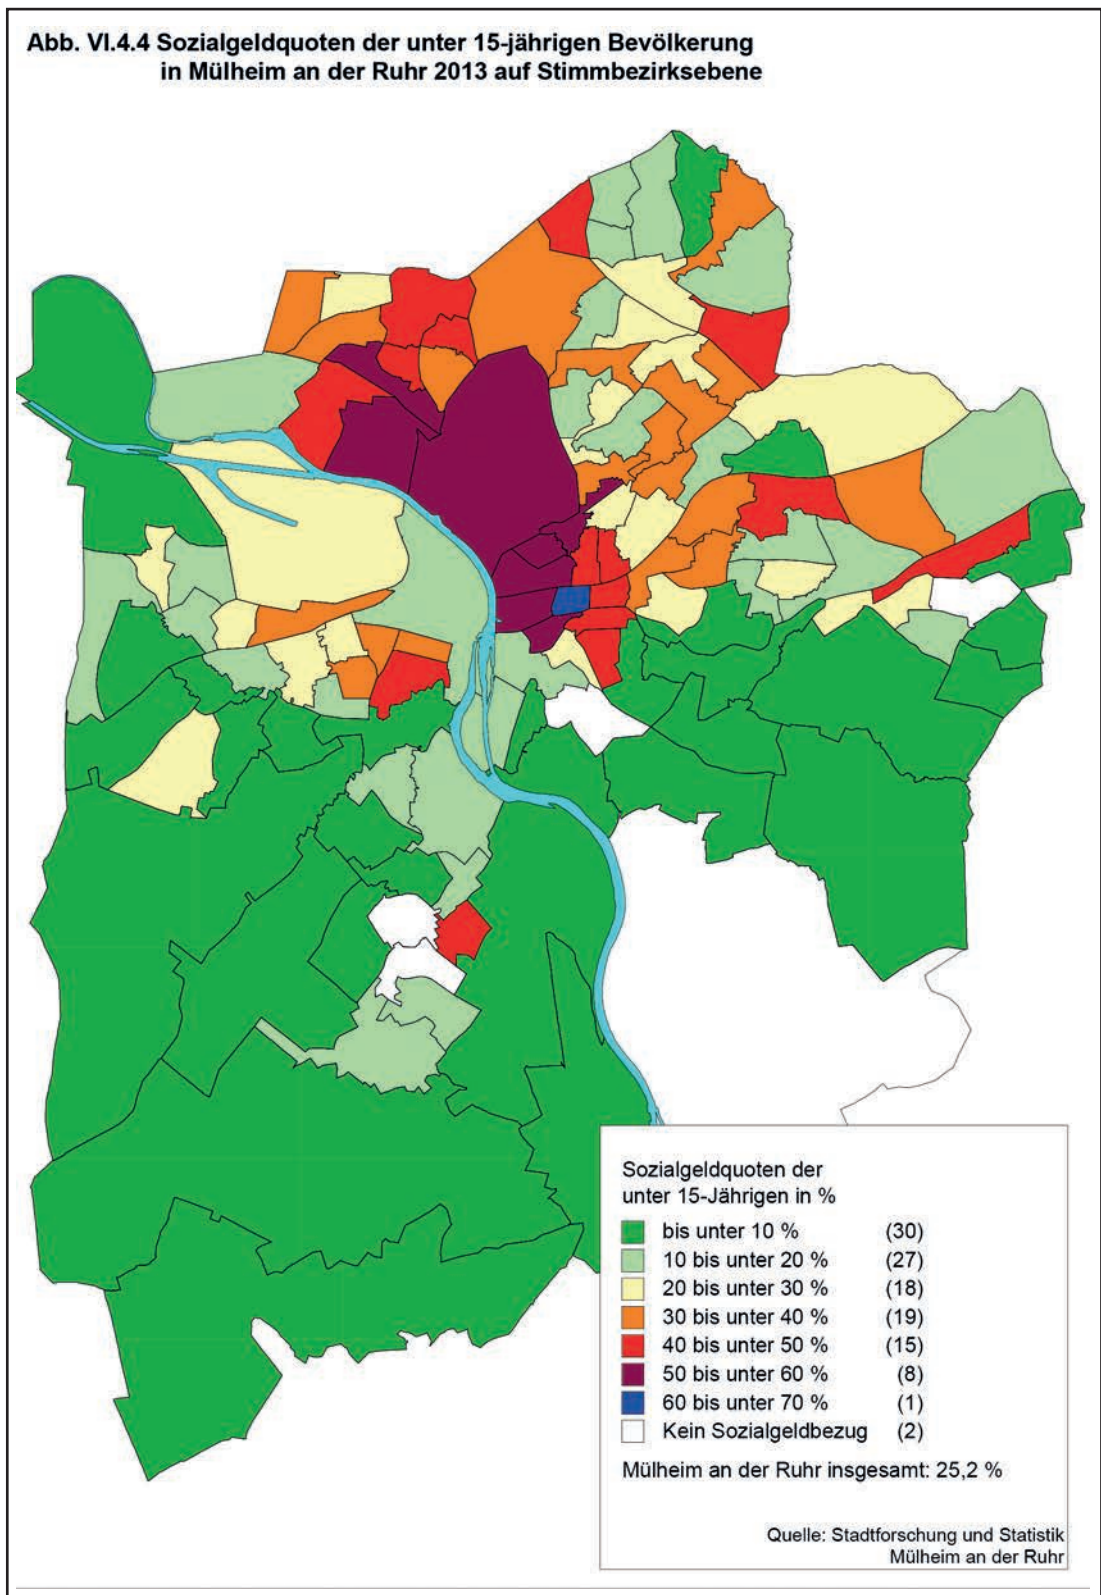 Abb. VI.4.4 Sozialgeldquoten der unter 15-jährigen Bevölkerung
in Mülheim an der Ruhr 2013 auf Stimmbezirksebene
Sozialgeldquoten der
unter 15-Jährigen in %
bis unter 10 % (30)
10 bis unter 20 % (27)
20 bis unter 30 % (18)
30 bis unter 40 % (19)
40 bis unter 50 % (15)
50 bis unter 60 % (8)
60 bis unter 70 % (1)
Kein Sozialgeldbezug (2)
Mülheim an der Ruhr insgesamt: 25,2 %
Quelle: Stadtforschung und Statistik
Mülheim an der Ruhr